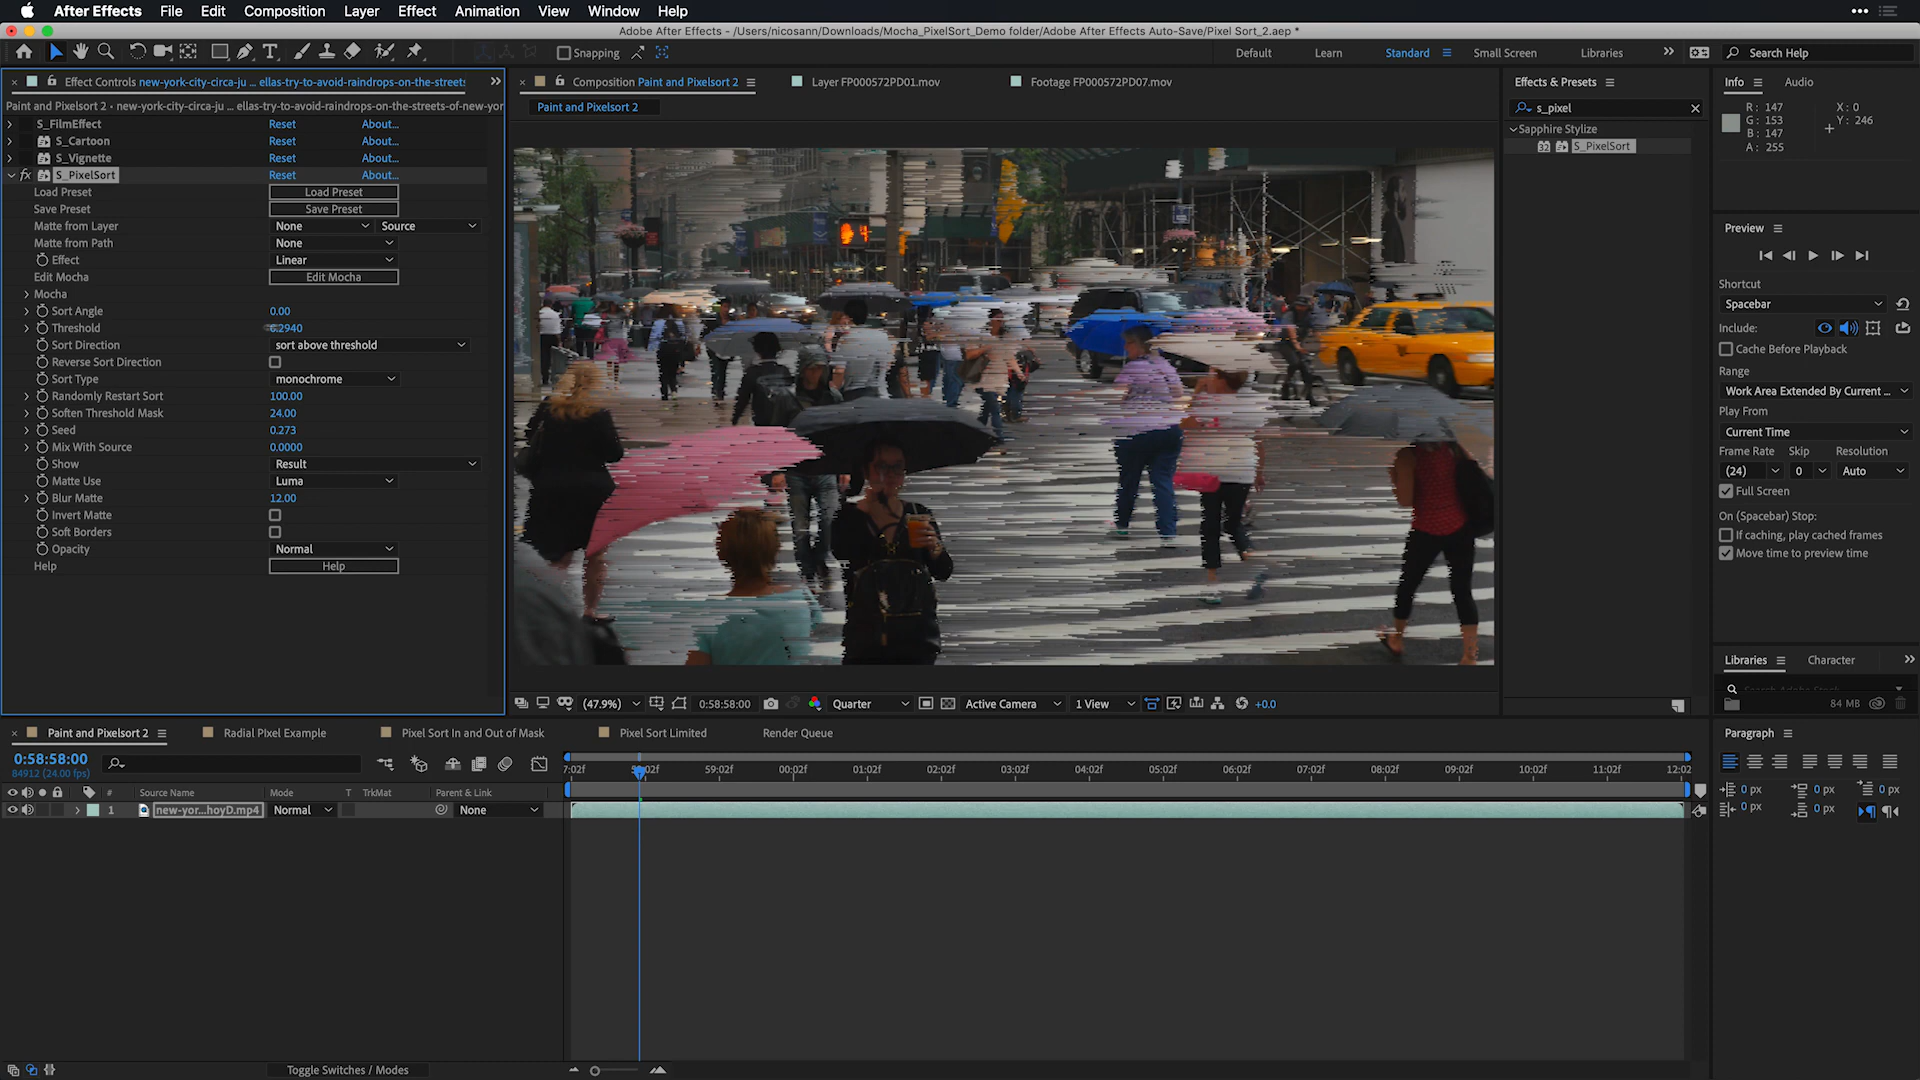 After Effects File Edit Composition Layer Effect Animation View Window Help
Adobe After Effects - /Users/nicosann/Downloads/Mocha_PixelSort_Demo folder/Adobe After Effects Auto-Save/Pixel Sort_2.aep *
Snapping Default Learn Standard Small Screen Libraries Search Help
Effect Controls new-york-city-circa-ju ... ellas-try-to-avoid-raindrops-on-the-streets
Composition Paint and Pixelsort 2
Layer FP000572PD01.mov
Footage FP000572PD07.mov
Paint and Pixelsort 2 • new-york-city-circa-ju ... ellas-try-to-avoid-raindrops-on-the-streets-of-new-yor
Paint and Pixelsort 2
S_FilmEffect Reset About...
S_Cartoon Reset About...
S_Vignette Reset About...
fx S_PixelSort Reset About...
Load Preset Load Preset
Save Preset Save Preset
Matte from Layer None Source
Matte from Path None
Effect Linear
Edit Mocha Edit Mocha
Mocha
Sort Angle 0.00
Threshold 0.2940
Sort Direction sort above threshold
Reverse Sort Direction
Sort Type monochrome
Randomly Restart Sort 100.00
Soften Threshold Mask 24.00
Seed 0.273
Mix With Source 0.0000
Show Result
Matte Use Luma
Blur Matte 12.00
Invert Matte
Soft Borders
Opacity Normal
Help Help
(47.9%) 0:58:58:00 Quarter Active Camera 1 View +0.0
Effects & Presets
s_pixel
Sapphire Stylize
32 S_PixelSort
Info Audio
R: 147 X: 0
G: 153 Y: 246
B: 147
A: 255
Preview
Shortcut
Spacebar
Include:
Cache Before Playback
Range
Work Area Extended By Current ...
Play From
Current Time
Frame Rate Skip Resolution
(24) 0 Auto
Full Screen
On (Spacebar) Stop:
If caching, play cached frames
Move time to preview time
Libraries Character
Search Adobe Stock
84 MB
Paragraph
0 px 0 px 0 px
0 px 0 px
Paint and Pixelsort 2 Radial Pixel Example Pixel Sort In and Out of Mask Pixel Sort Limited Render Queue
0:58:58:00
84912 (24.00 fps)
7:02f 59:02f 00:02f 01:02f 02:02f 03:02f 04:02f 05:02f 06:02f 07:02f 08:02f 09:02f 10:02f 11:02f 12:02
# Source Name Mode T TrkMat Parent & Link
1 new-yor...hoyD.mp4 Normal None
Toggle Switches / Modes